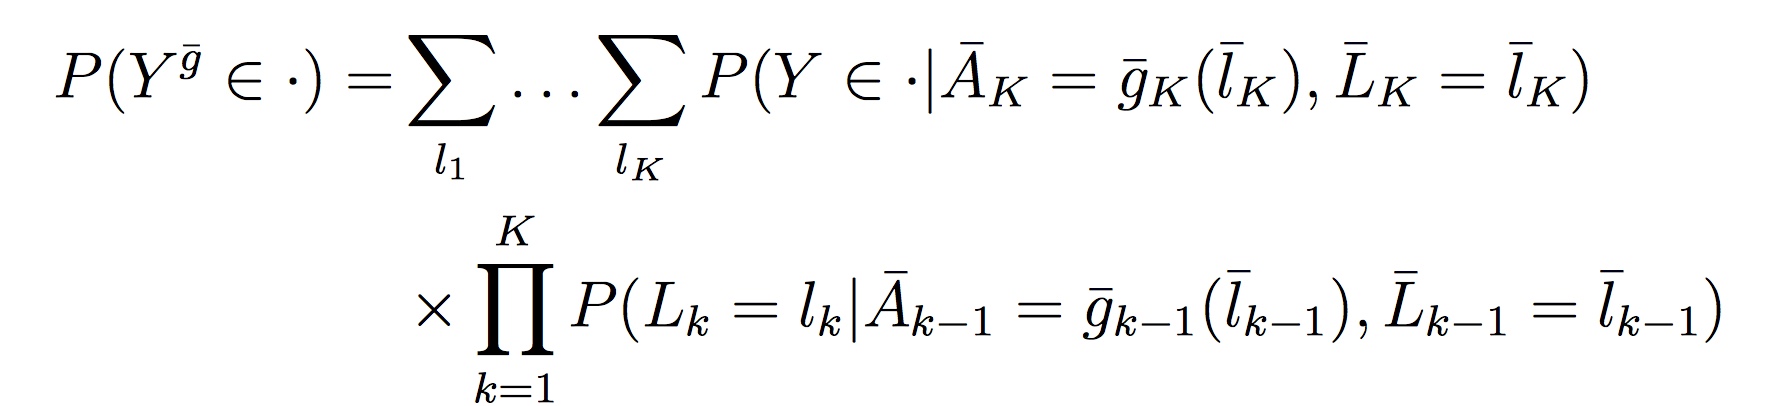 P(Y^ḡ ∈ ·) = ∑_{l_1} … ∑_{l_K} P(Y ∈ ·|Ā_K = ḡ_K(l̄_K), L̄_K = l̄_K)
× ∏_{k=1}^{K} P(L_k = l_k|Ā_{k−1} = ḡ_{k−1}(l̄_{k−1}), L̄_{k−1} = l̄_{k−1})